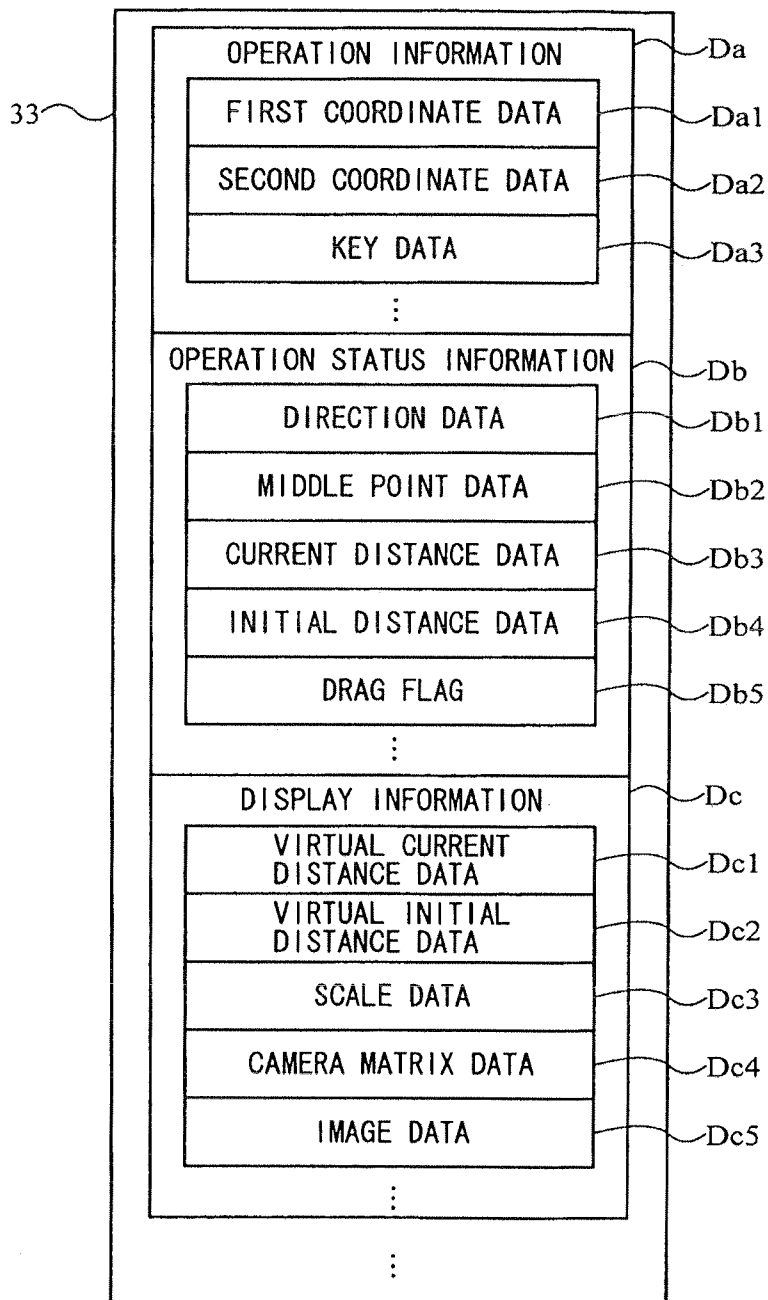 OPERATION INFORMATION Da
33
FIRST COORDINATE DATA Da1
SECOND COORDINATE DATA Da2
KEY DATA Da3
⋮
OPERATION STATUS INFORMATION Db
DIRECTION DATA Db1
MIDDLE POINT DATA Db2
CURRENT DISTANCE DATA Db3
INITIAL DISTANCE DATA Db4
DRAG FLAG Db5
⋮
DISPLAY INFORMATION Dc
VIRTUAL CURRENT
DISTANCE DATA Dc1
VIRTUAL INITIAL
DISTANCE DATA Dc2
SCALE DATA Dc3
CAMERA MATRIX DATA Dc4
IMAGE DATA Dc5
⋮
⋮